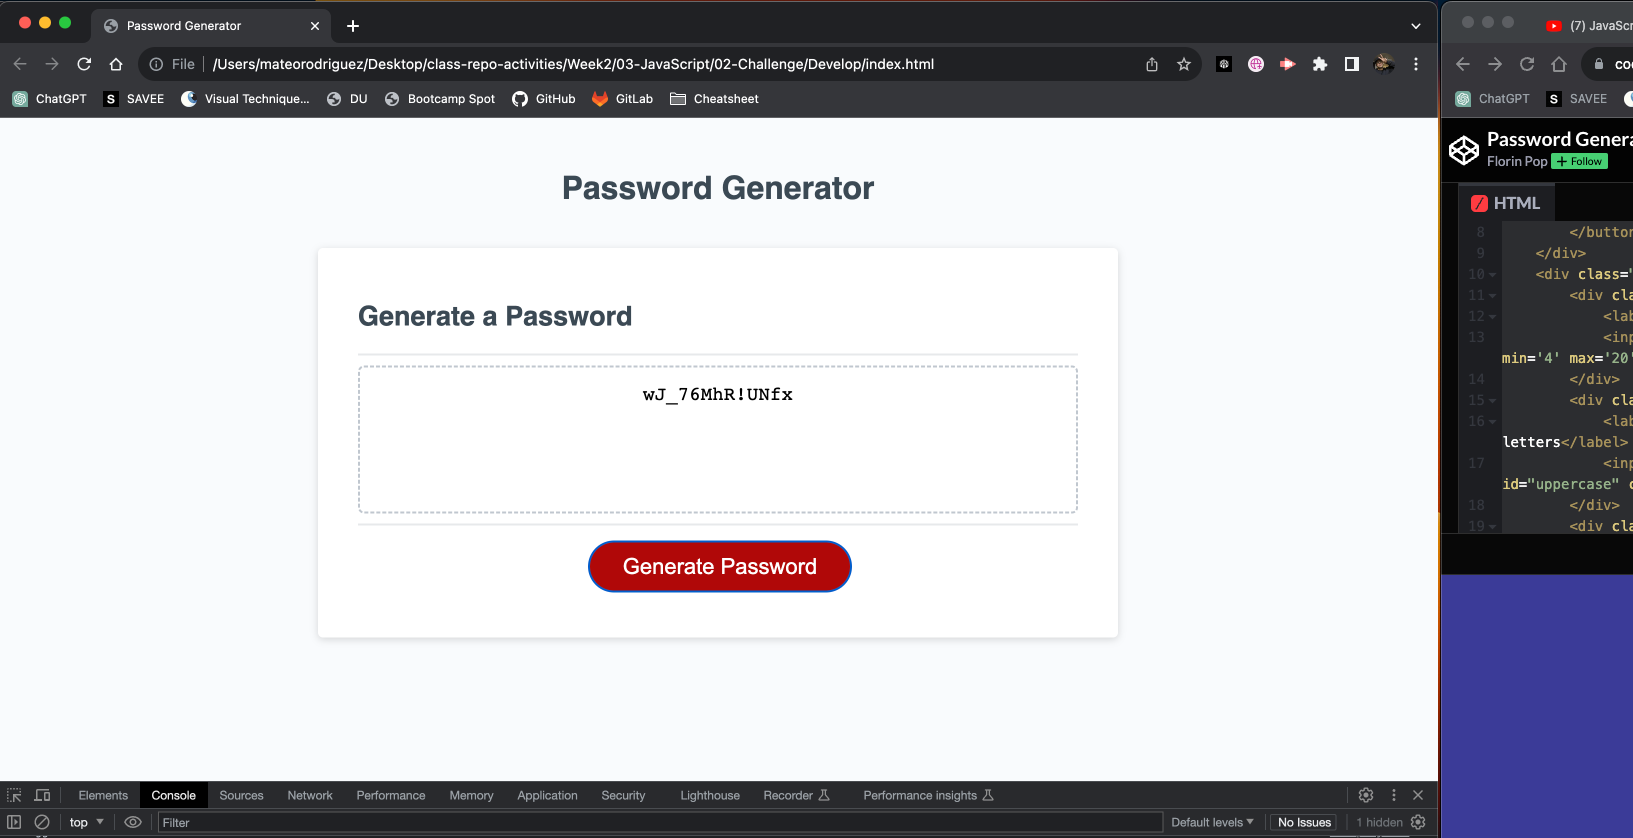 Password Generator
File /Users/mateorodriguez/Desktop/class-repo-activities/Week2/03-JavaScript/02-Challenge/Develop/index.html
ChatGPT SAVEE Visual Technique... DU Bootcamp Spot GitHub GitLab Cheatsheet
Password Generator
Generate a Password
wJ_76MhR!UNfx
Generate Password
Elements Console Sources Network Performance Memory Application Security Lighthouse Recorder Performance insights
top Filter Default levels No Issues 1 hidden
(7) JavaScr
coo
ChatGPT S SAVEE
Password Genera
Florin Pop + Follow
HTML
8 </button
9 </div>
10 <div class="
11 <div cla
12 <lab
13 <inp
min='4' max='20'
14 </div>
15 <div cla
16 <lab
letters</label>
17 <inp
id="uppercase" c
18 </div>
19 <div cla